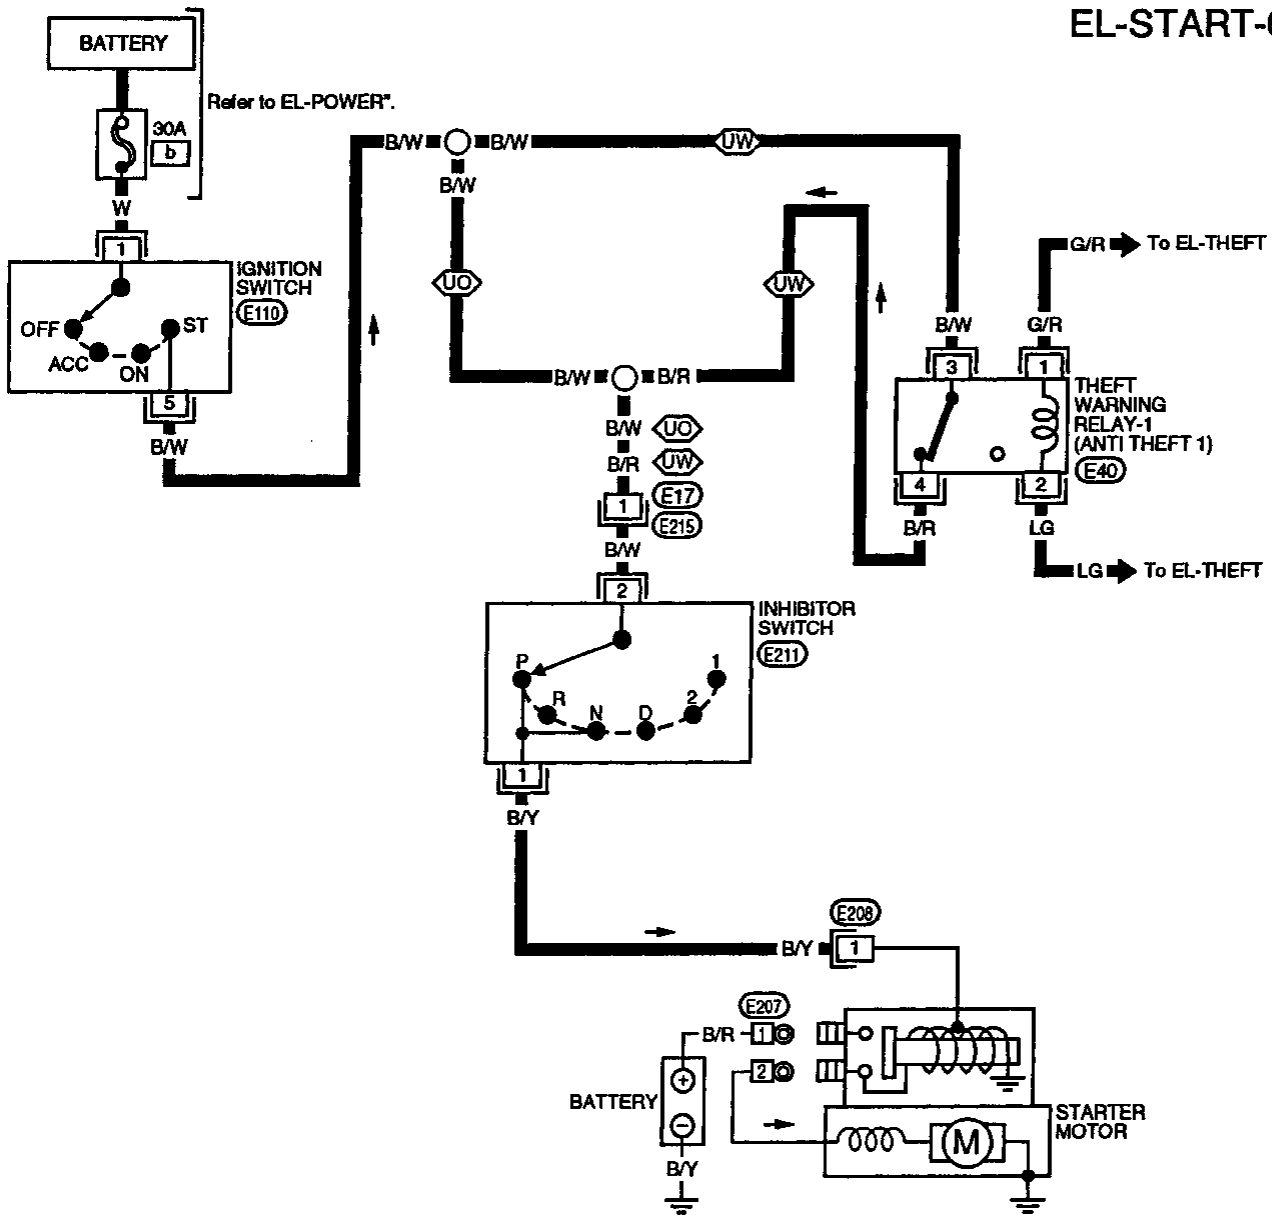 EL-START-
BATTERY
Refer to EL-POWER".
30A
b
W
1
IGNITION
SWITCH
E110
OFF
ACC
ON
ST
5
B/W
B/W
B/W
UW
B/W
UO
UW
G/R
To EL-THEFT
B/W
G/R
3
1
THEFT
WARNING
RELAY-1
(ANTI THEFT 1)
E40
4
2
B/R
LG
LG
To EL-THEFT
B/W
B/R
B/W
UO
B/R
UW
1
E17
E215
B/W
2
INHIBITOR
SWITCH
E211
P
R
N
D
2
1
1
B/Y
E208
B/Y
1
E207
B/R
1
2
BATTERY
+
−
B/Y
M
STARTER
MOTOR